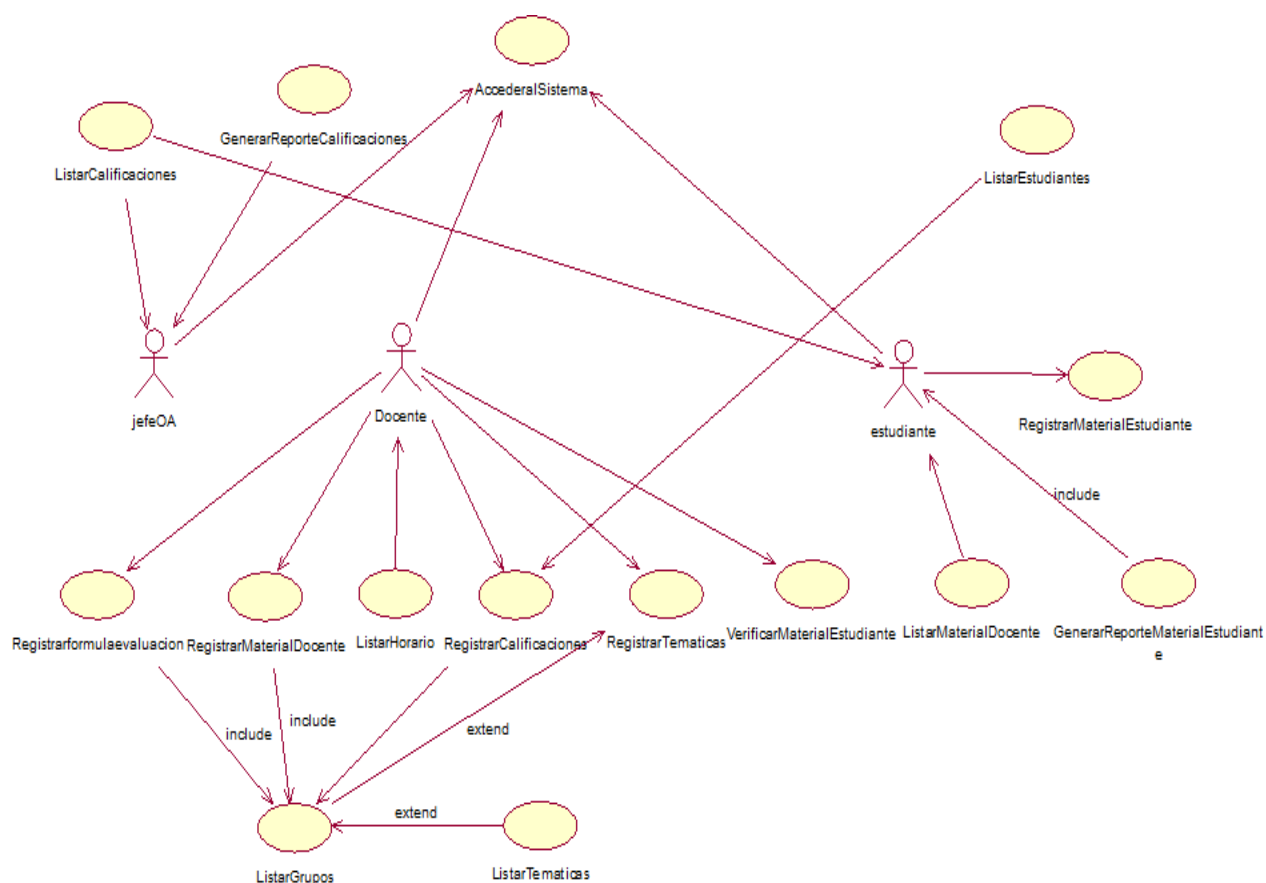 AccederalSistema
GenerarReporteCalificaciones
ListarCalificaciones
ListarEstudiantes
jefeOA
Docente
estudiante
RegistrarMaterialEstudiante
include
Registrarformulaevaluacion
RegistrarMaterialDocente
ListarHorario
RegistrarCalificaciones
RegistrarTematicas
VerificarMaterialEstudiante
ListarMaterialDocente
GenerarReporteMaterialEstudiant
e
include
include
extend
extend
ListarGrupos
ListarTematicas